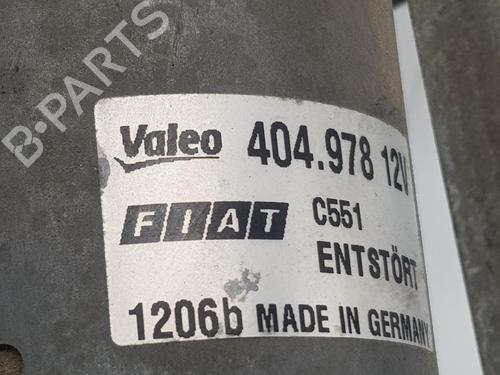 B-PARTS
Valeo 404.978 12V
FIAT C551
ENTSTÖRT
1206b MADE IN GERMANY